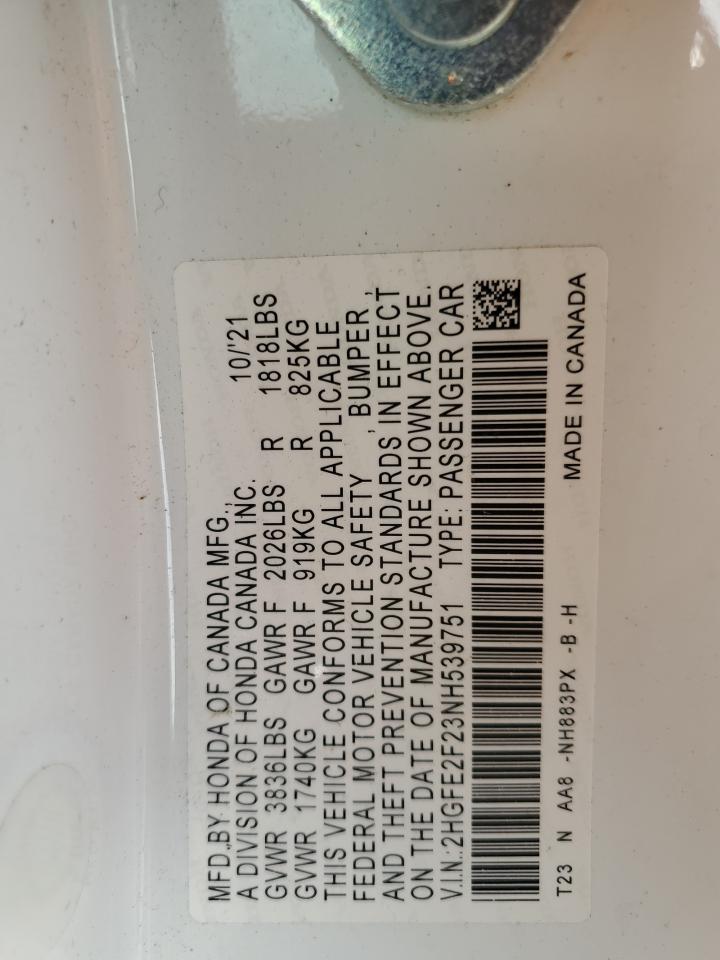 MFD.BY HONDA OF CANADA MFG.,
A DIVISION OF HONDA CANADA INC. 10/'21
GVWR 3836LBS GAWR F 2026LBS R 1818LBS
GVWR 1740KG GAWR F 919KG R 825KG
THIS VEHICLE CONFORMS TO ALL APPLICABLE
FEDERAL MOTOR VEHICLE SAFETY , BUMPER ,
AND THEFT PREVENTION STANDARDS IN EFFECT
ON THE DATE OF MANUFACTURE SHOWN ABOVE.
V.I.N.:2HGFE2F23NH539751 TYPE: PASSENGER CAR
T23 N AA8 -NH883PX -B -H MADE IN CANADA